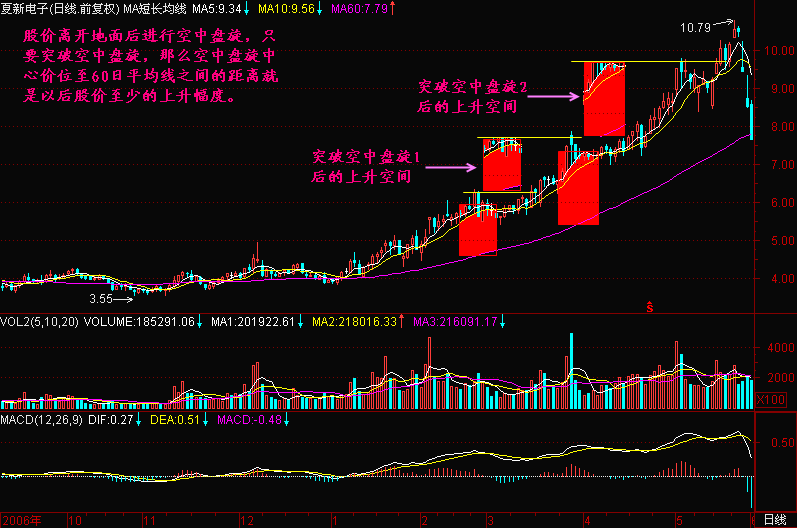 夏新电子(日线.前复权) MA短长均线 MA5:9.34↓ MA10:9.56↓ MA60:7.79↑
股价离开地面后进行空中盘旋，只
要突破空中盘旋，那么空中盘旋中
心价位至60日平均线之间的距离就
是以后股价至少的上升幅度。
10.79
10.00
突破空中盘旋2
后的上升空间
9.00
8.00
突破空中盘旋1
后的上升空间
7.00
6.00
5.00
4.00
3.55
Ŝ
VOL2(5,10,20) VOLUME:185291.06↓ MA1:201922.61↓ MA2:218016.33↑ MA3:216091.17↓
4000
2000
X100
MACD(12,26,9) DIF:0.27↓ DEA:0.51↓ MACD:-0.48↓
0.50
2006年 10 11 12 1 2 3 4 5 日线